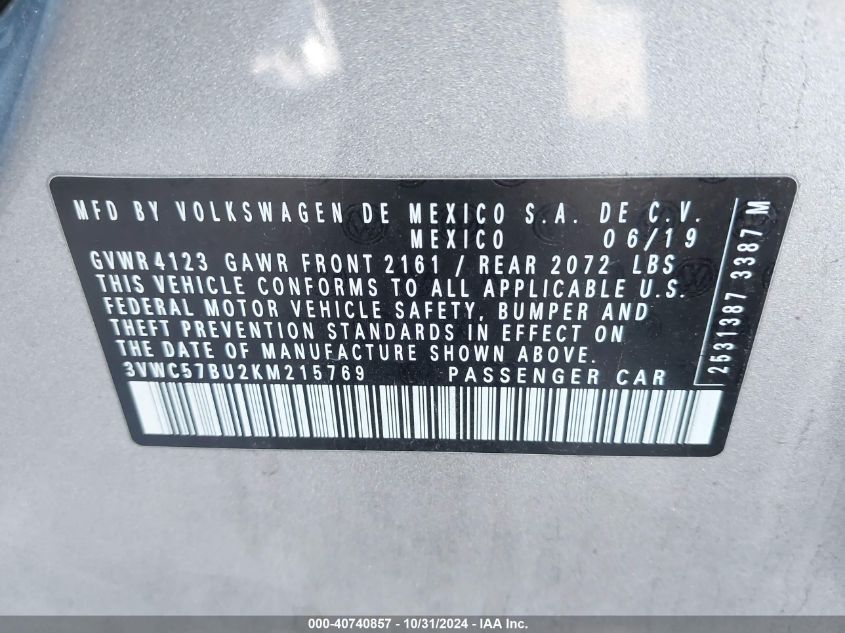 MFD BY VOLKSWAGEN DE MEXICO S.A. DE C.V.
MEXICO 06/19
GVWR 4123 GAWR FRONT 2161 / REAR 2072 LBS
THIS VEHICLE CONFORMS TO ALL APPLICABLE U.S.
FEDERAL MOTOR VEHICLE SAFETY, BUMPER AND
THEFT PREVENTION STANDARDS IN EFFECT ON
THE DATE OF MANUFACTURE SHOWN ABOVE.
3VWC57BU2KM215769 PASSENGER CAR
2531387 3387 M
000-40740857 - 10/31/2024 - IAA Inc.